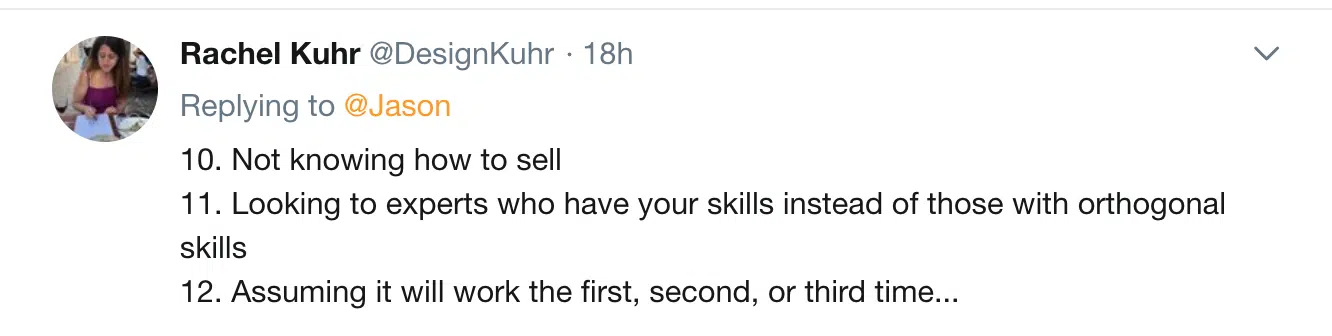 Rachel Kuhr @DesignKuhr · 18h
Replying to @Jason
10. Not knowing how to sell
11. Looking to experts who have your skills instead of those with orthogonal
skills
12. Assuming it will work the first, second, or third time...